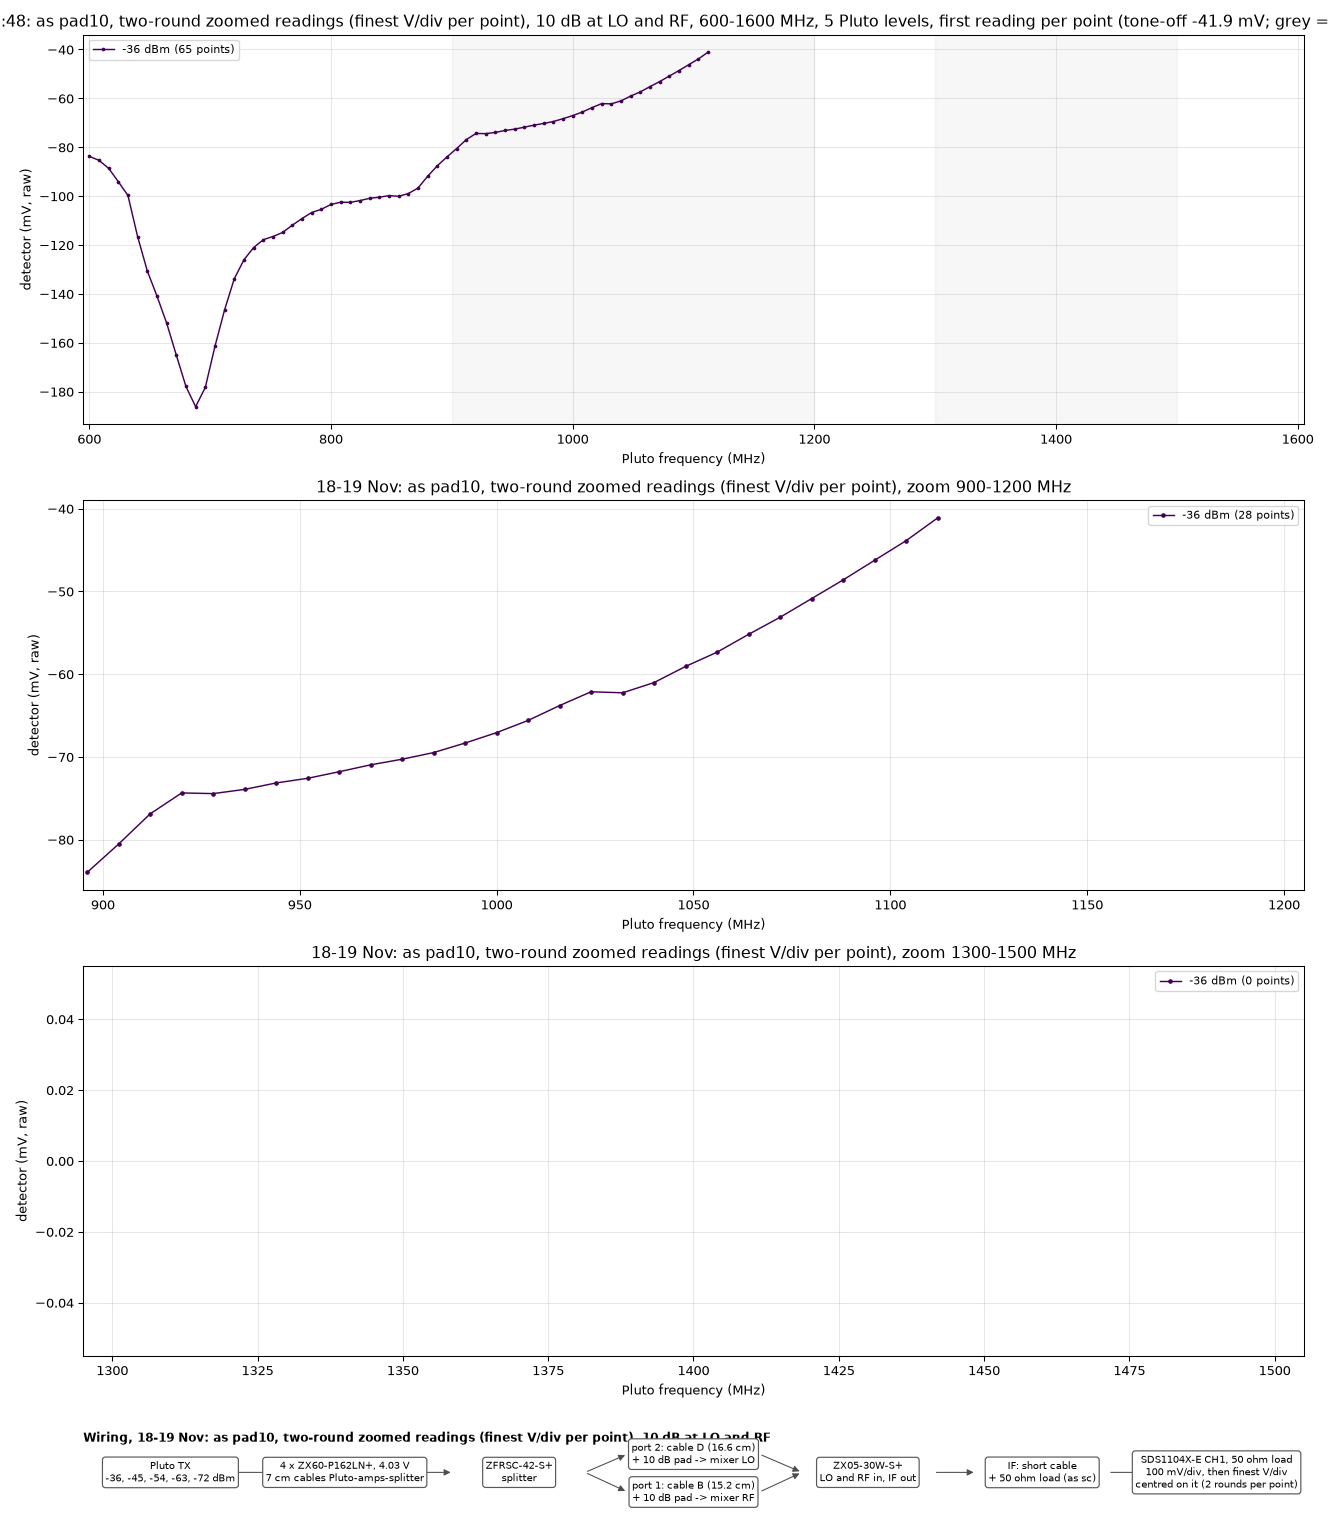 :48: as pad10, two-round zoomed readings (finest V/div per point), 10 dB at LO and RF, 600-1600 MHz, 5 Pluto levels, first reading per point (tone-off -41.9 mV; grey =
-36 dBm (65 points)
detector (mV, raw)
−40
−60
−80
−100
−120
−140
−160
−180
600
800
1000
1200
1400
1600
Pluto frequency (MHz)
18-19 Nov: as pad10, two-round zoomed readings (finest V/div per point), zoom 900-1200 MHz
-36 dBm (28 points)
detector (mV, raw)
−40
−50
−60
−70
−80
900
950
1000
1050
1100
1150
1200
Pluto frequency (MHz)
18-19 Nov: as pad10, two-round zoomed readings (finest V/div per point), zoom 1300-1500 MHz
-36 dBm (0 points)
detector (mV, raw)
0.04
0.02
0.00
−0.02
−0.04
1300
1325
1350
1375
1400
1425
1450
1475
1500
Pluto frequency (MHz)
Wiring, 18-19 Nov: as pad10, two-round zoomed readings (finest V/div per point), 10 dB at LO and RF
Pluto TX
-36, -45, -54, -63, -72 dBm
4 x ZX60-P162LN+, 4.03 V
7 cm cables Pluto-amps-splitter
ZFRSC-42-S+
splitter
port 2: cable D (16.6 cm)
+ 10 dB pad -> mixer LO
port 1: cable B (15.2 cm)
+ 10 dB pad -> mixer RF
ZX05-30W-S+
LO and RF in, IF out
IF: short cable
+ 50 ohm load (as sc)
SDS1104X-E CH1, 50 ohm load
100 mV/div, then finest V/div
centred on it (2 rounds per point)